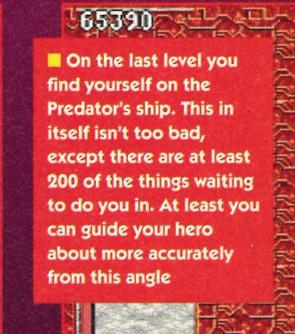 65390
On the last level you
find yourself on the
Predator's ship. This in
itself isn't too bad,
except there are at least
200 of the things waiting
to do you in. At least you
can guide your hero
about more accurately
from this angle